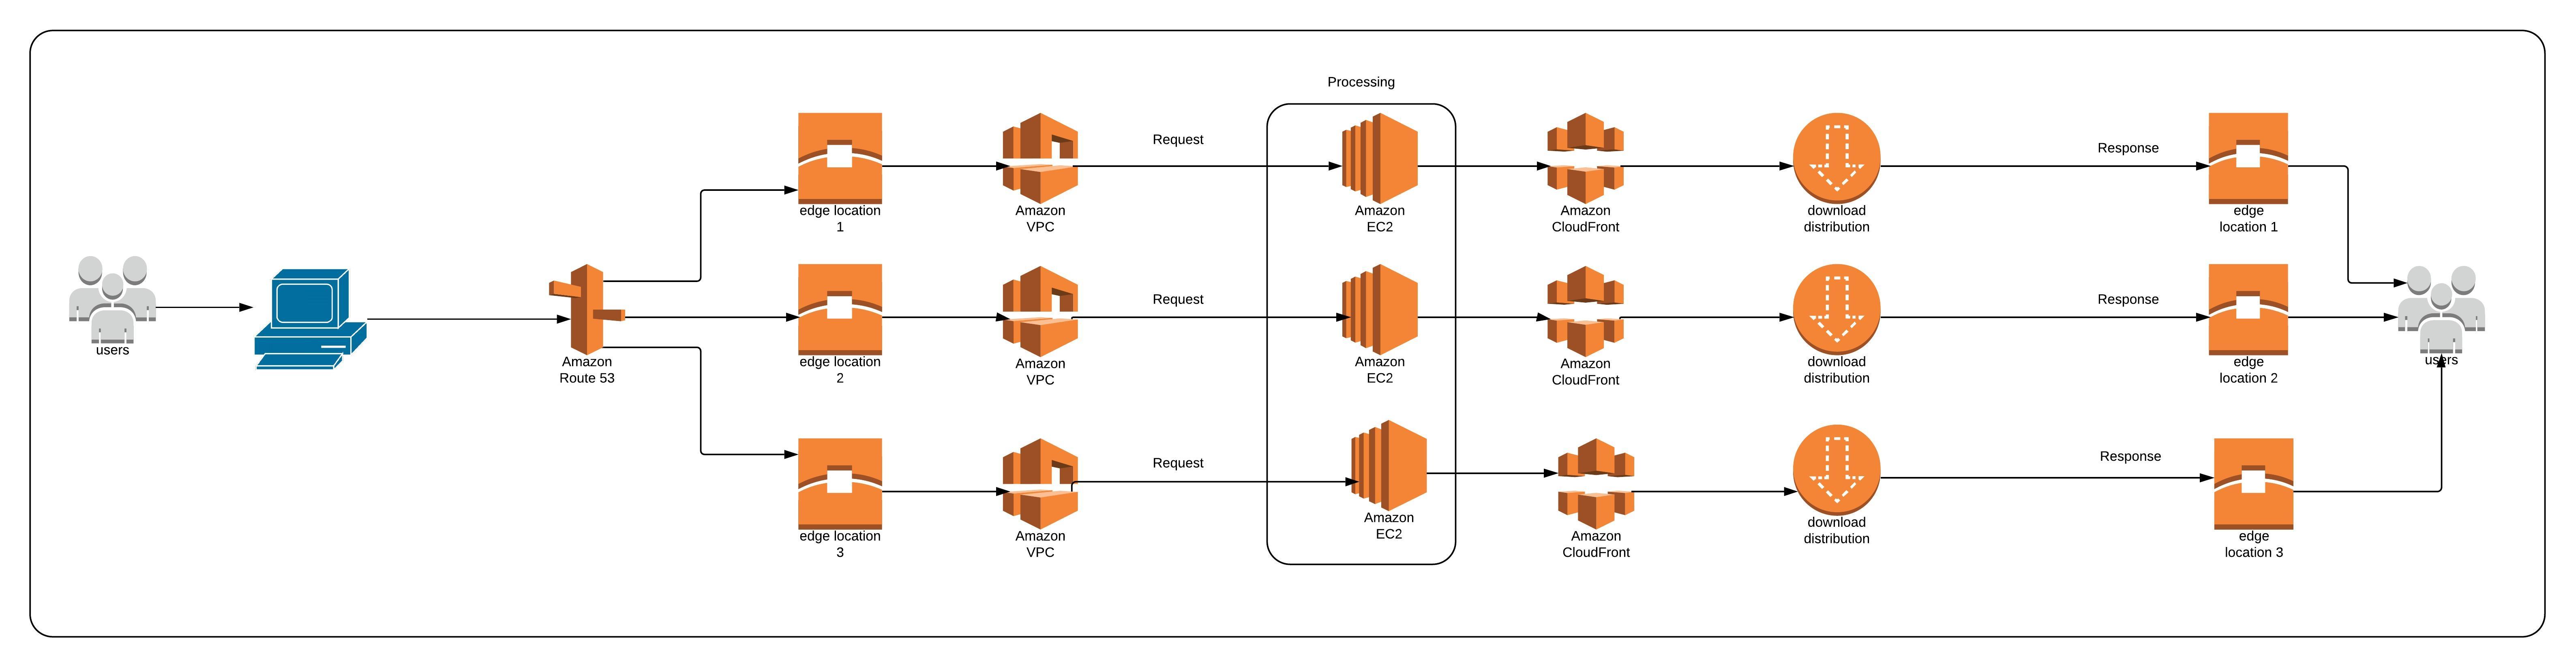 Processing
Request
Response
edge location
1
Amazon
VPC
Amazon
EC2
Amazon
CloudFront
download
distribution
edge
location 1
users
Amazon
Route 53
Request
Response
edge location
2
Amazon
VPC
Amazon
EC2
Amazon
CloudFront
download
distribution
edge
location 2
users
Request
Response
edge location
3
Amazon
VPC
Amazon
EC2
Amazon
CloudFront
download
distribution
edge
location 3